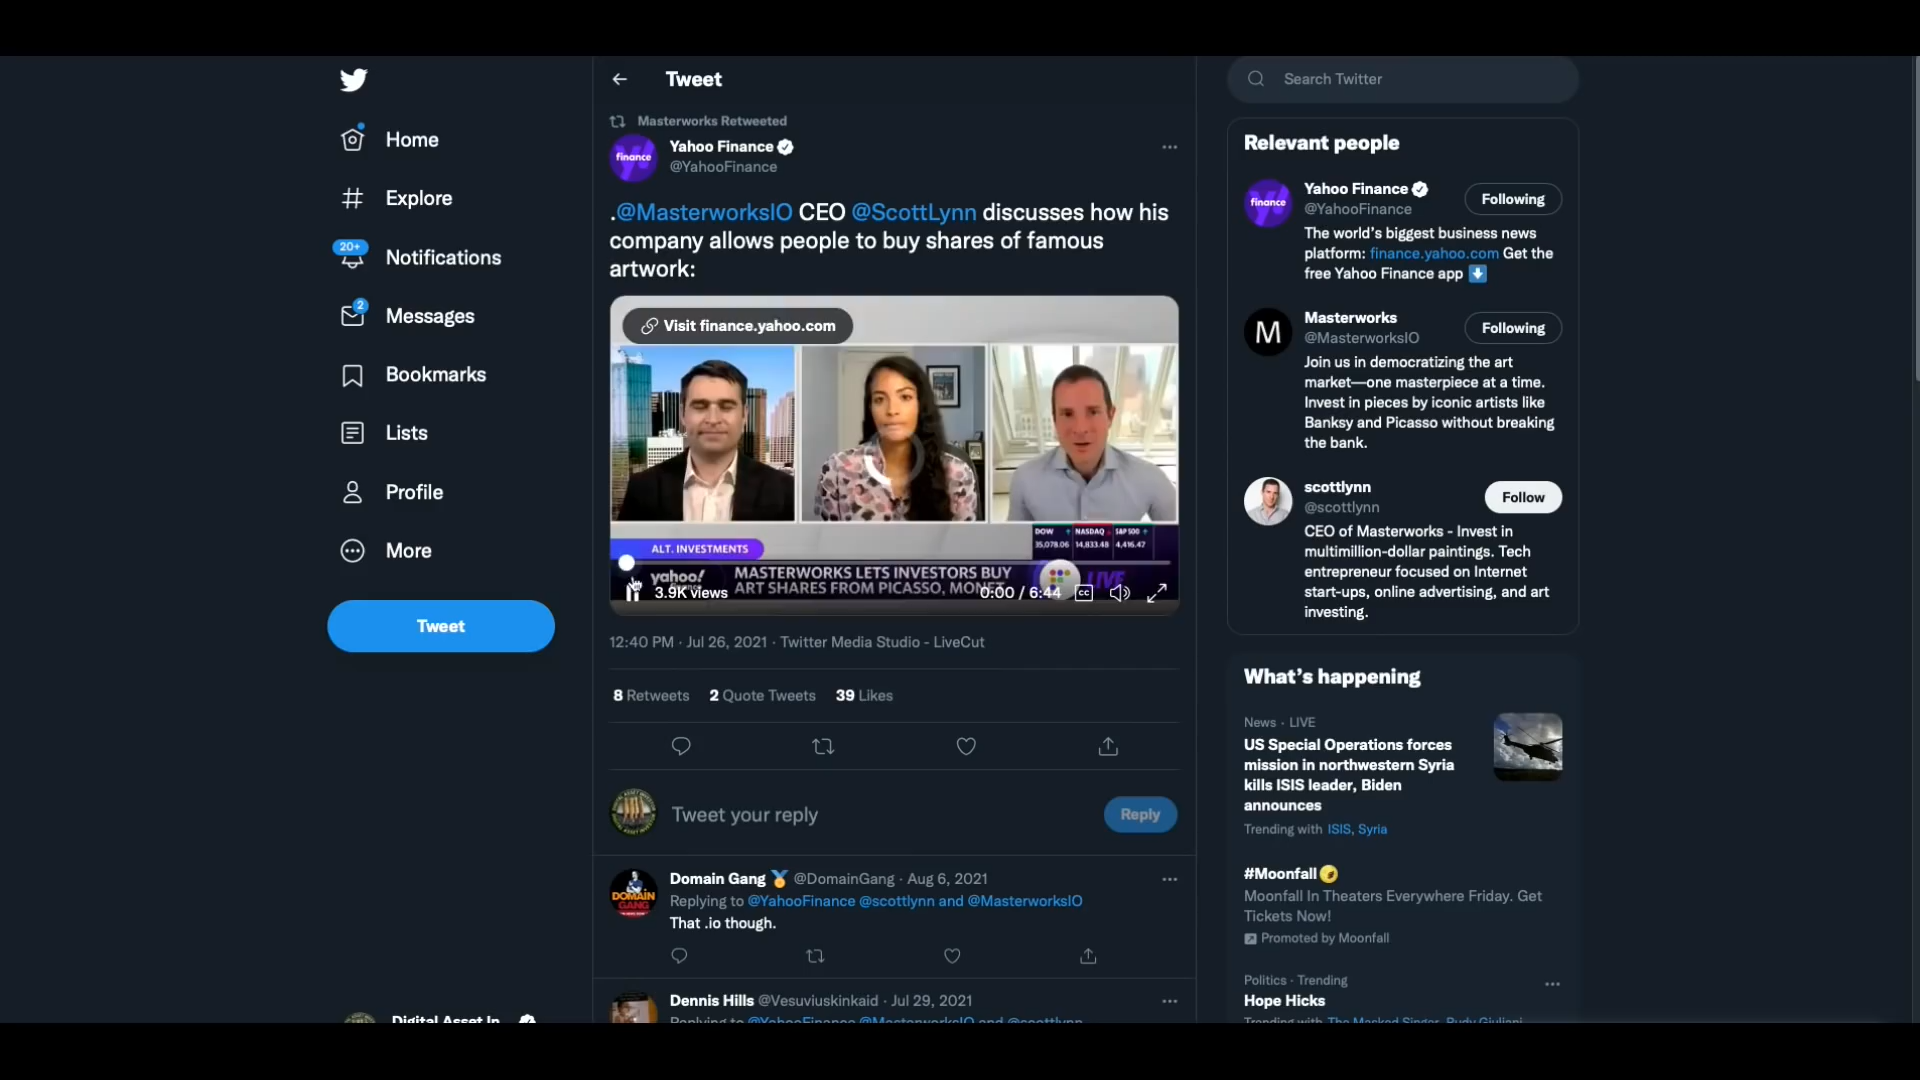 Home
Explore
20+
Notifications
2
Messages
Bookmarks
Lists
Profile
More
Tweet
Digital Asset In
Tweet
Masterworks Retweeted
finance
Yahoo Finance
@YahooFinance
.@MasterworksIO CEO @ScottLynn discusses how his
company allows people to buy shares of famous
artwork:
Visit finance.yahoo.com
DOW NASDAQ S&P 500
35,078.06 14,833.48 4,416.47
ALT. INVESTMENTS
yahoo!
finance
MASTERWORKS LETS INVESTORS BUY
ART SHARES FROM PICASSO, MONET
LIVE
3.9K views
0:00 / 6:44
CC
12:40 PM · Jul 26, 2021 · Twitter Media Studio - LiveCut
8 Retweets 2 Quote Tweets 39 Likes
Tweet your reply
Reply
DOMAIN
GANG
Domain Gang @DomainGang · Aug 6, 2021
Replying to @YahooFinance @scottlynn and @MasterworksIO
That .io though.
Dennis Hills @Vesuviuskinkaid · Jul 29, 2021
Replying to @YahooFinance @MasterworksIO and @scottlynn
Search Twitter
Relevant people
finance
Yahoo Finance
@YahooFinance
Following
The world's biggest business news
platform: finance.yahoo.com Get the
free Yahoo Finance app
M
Masterworks
@MasterworksIO
Following
Join us in democratizing the art
market—one masterpiece at a time.
Invest in pieces by iconic artists like
Banksy and Picasso without breaking
the bank.
scottlynn
@scottlynn
Follow
CEO of Masterworks - Invest in
multimillion-dollar paintings. Tech
entrepreneur focused on Internet
start-ups, online advertising, and art
investing.
What's happening
News · LIVE
US Special Operations forces
mission in northwestern Syria
kills ISIS leader, Biden
announces
Trending with ISIS, Syria
#Moonfall
Moonfall In Theaters Everywhere Friday. Get
Tickets Now!
Promoted by Moonfall
Politics · Trending
Hope Hicks
Trending with The Masked Singer, Rudy Giuliani